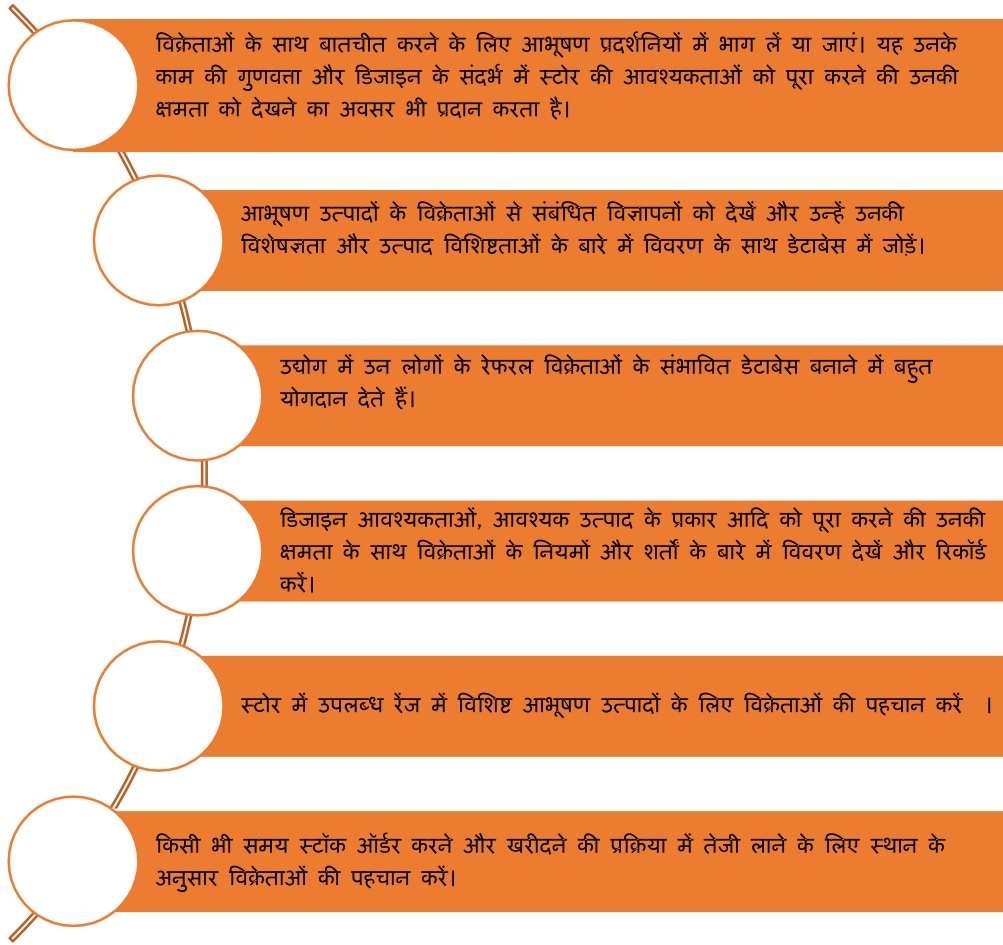 विक्रेताओं के साथ बातचीत करने के लिए आभूषण प्रदर्शनियों में भाग लें या जाएं। यह उनके
काम की गुणवत्ता और डिजाइन के संदर्भ में स्टोर की आवश्यकताओं को पूरा करने की उनकी
क्षमता को देखने का अवसर भी प्रदान करता है।
आभूषण उत्पादों के विक्रेताओं से संबंधित विज्ञापनों को देखें और उन्हें उनकी
विशेषज्ञता और उत्पाद विशिष्टताओं के बारे में विवरण के साथ डेटाबेस में जोड़ें।
उद्योग में उन लोगों के रेफरल विक्रेताओं के संभावित डेटाबेस बनाने में बहुत
योगदान देते हैं।
डिजाइन आवश्यकताओं, आवश्यक उत्पाद के प्रकार आदि को पूरा करने की उनकी
क्षमता के साथ विक्रेताओं के नियमों और शर्तों के बारे में विवरण देखें और रिकॉर्ड
करें।
स्टोर में उपलब्ध रेंज में विशिष्ट आभूषण उत्पादों के लिए विक्रेताओं की पहचान करें ।
किसी भी समय स्टॉक ऑर्डर करने और खरीदने की प्रक्रिया में तेजी लाने के लिए स्थान के
अनुसार विक्रेताओं की पहचान करें।